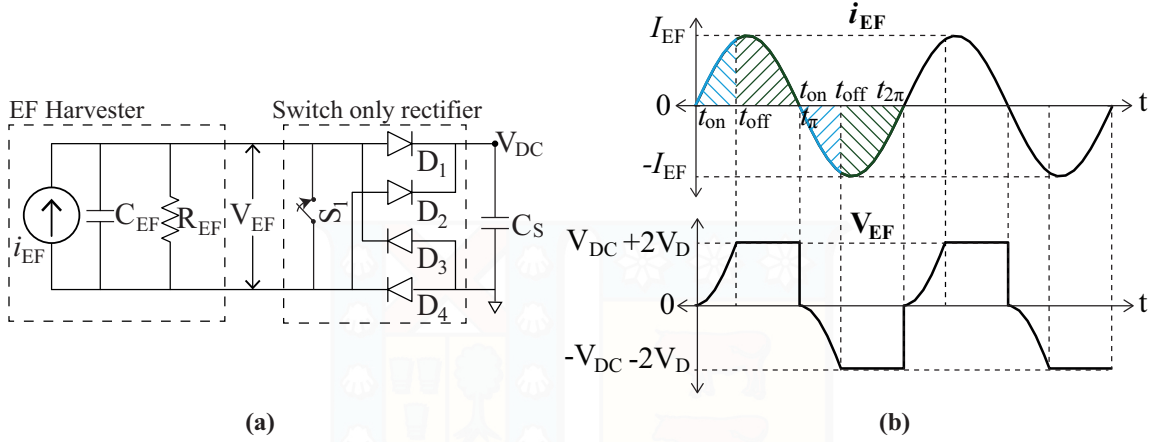 EF Harvester
Switch only rectifier
i_EF
C_EF
R_EF
V_EF
S_1
D_1
D_2
D_3
D_4
V_DC
C_S
(a)
i_EF
I_EF
0
-I_EF
t_on
t_off
t_π
t_on
t_off
t_2π
t
V_EF
V_DC +2V_D
0
-V_DC -2V_D
t
(b)